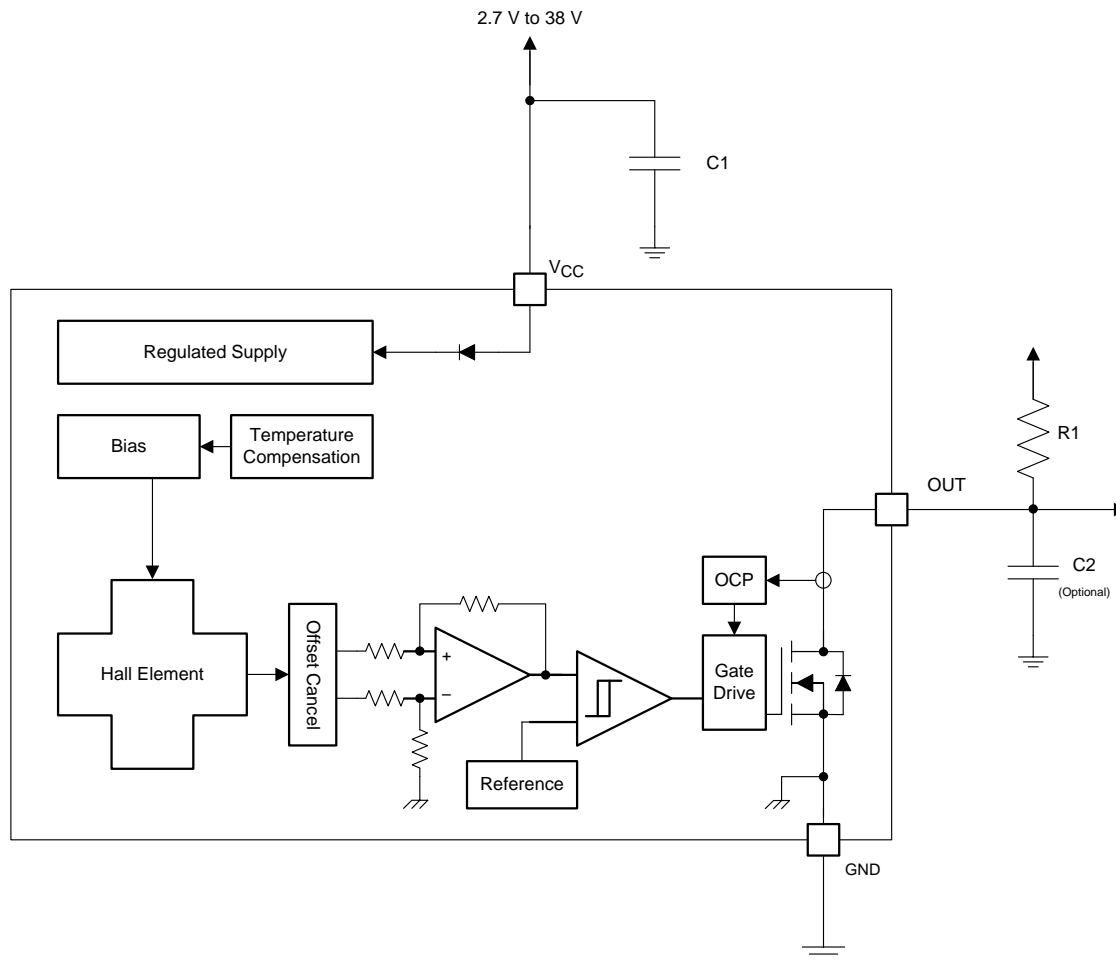 2.7 V to 38 V
C1
VCC
Regulated Supply
Bias
Temperature
Compensation
R1
OUT
C2
(Optional)
OCP
Hall Element
Offset Cancel
+
–
Gate
Drive
Reference
GND